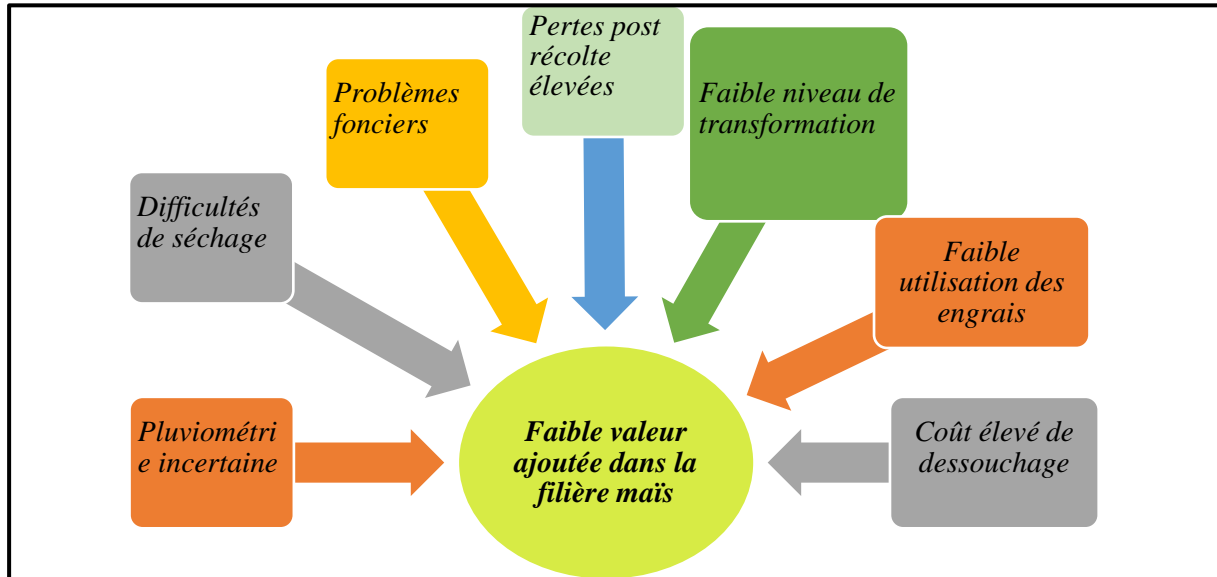 Pertes post
récolte
élevées
Problèmes
fonciers
Faible niveau de
transformation
Difficultés
de séchage
Faible
utilisation des
engrais
Pluviométri
e incertaine
Faible valeur
ajoutée dans la
filière maïs
Coût élevé de
dessouchage